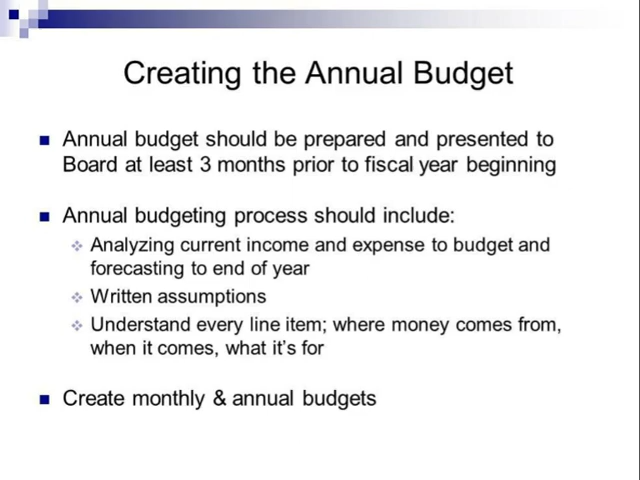 Creating the Annual Budget
Annual budget should be prepared and presented to
Board at least 3 months prior to fiscal year beginning
Annual budgeting process should include:
Analyzing current income and expense to budget and
forecasting to end of year
Written assumptions
Understand every line item; where money comes from,
when it comes, what it's for
Create monthly & annual budgets